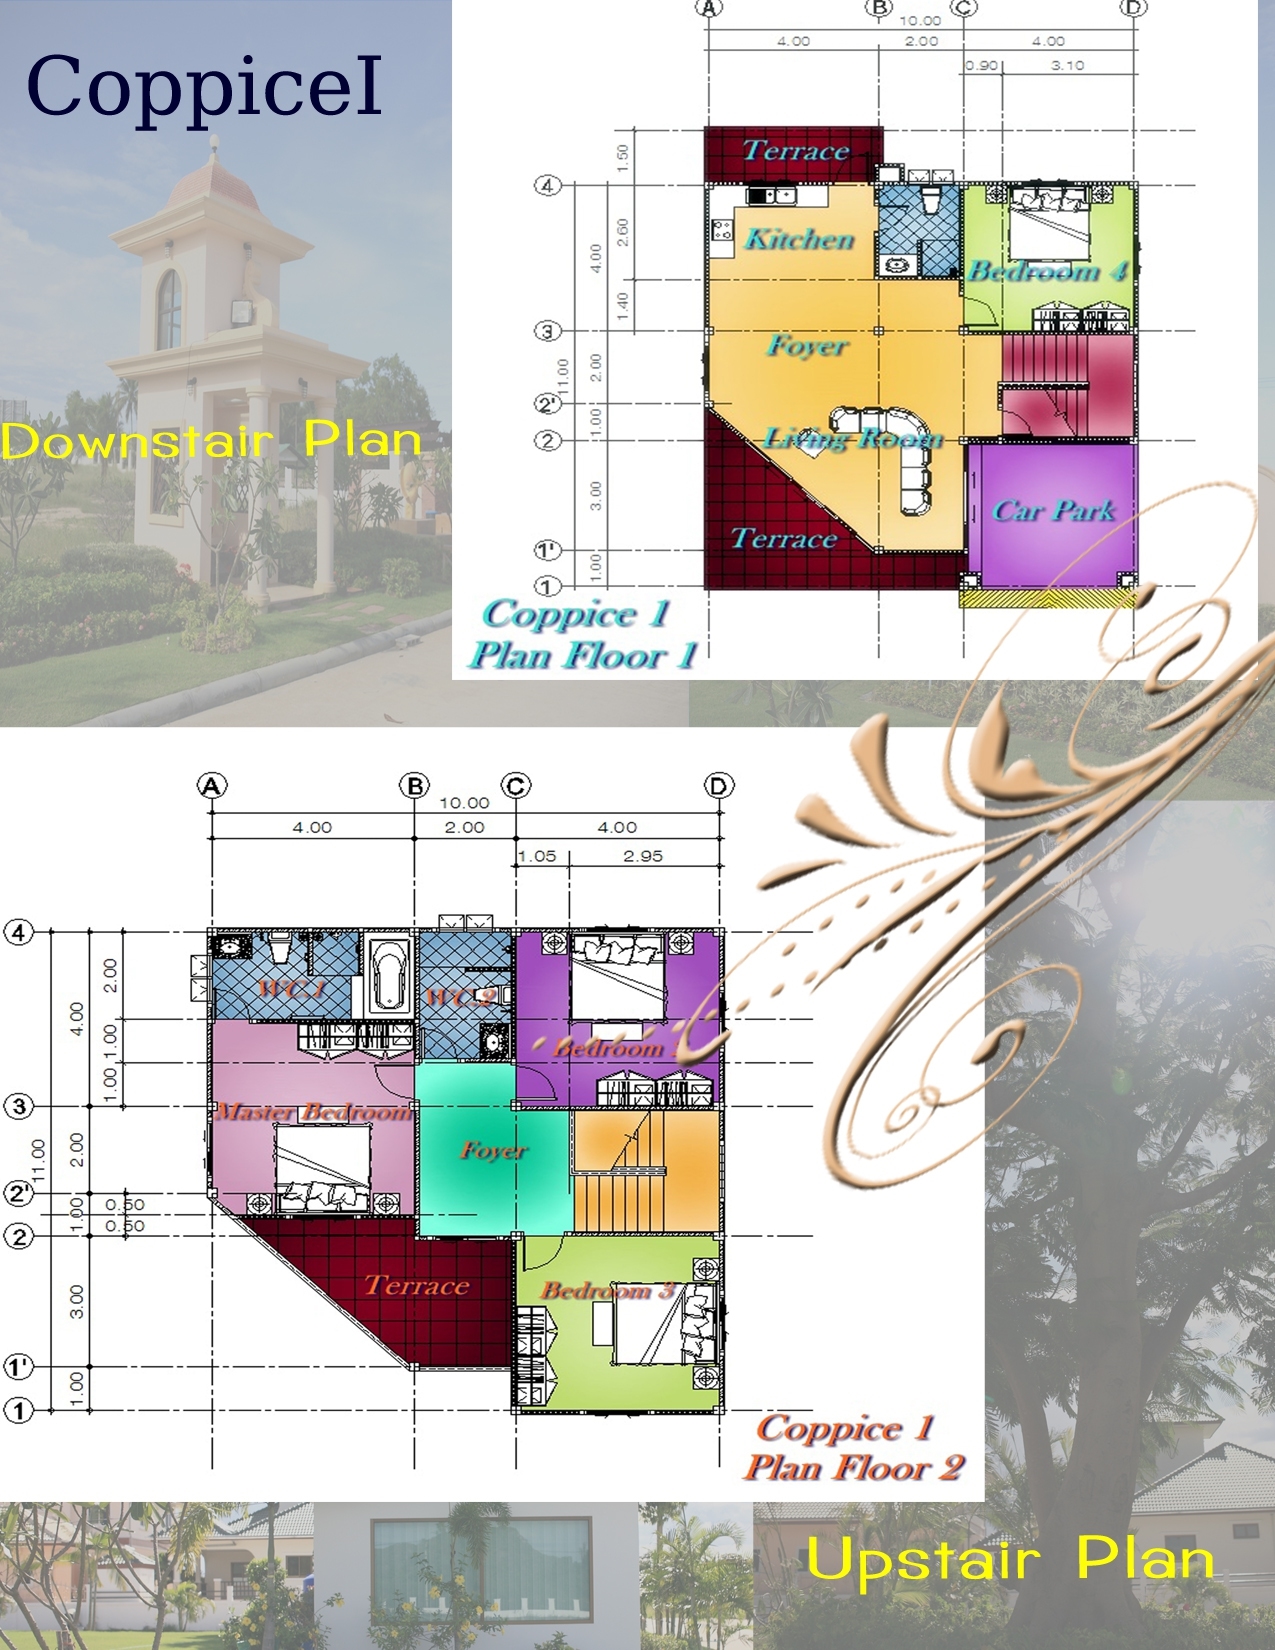 CoppiceI
Downstair Plan
A B C D
10.00
4.00 2.00 4.00
0.90 3.10
Terrace
1.50
4
Kitchen
2.60
4.00
Bedroom 4
1.40
3
Foyer
2.00
11.00
2'
1.00
Living Room
2
3.00
Car Park
Terrace
1'
1.00
1
Coppice 1
Plan Floor 1
A B C D
10.00
4.00 2.00 4.00
1.05 2.95
4
2.00
WC.1 WC.2
4.00
1.00
Bedroom
1.00
3
Master Bedroom
2.00
Foyer
11.00
2'
0.50
1.00
0.50
2
Terrace
Bedroom 3
3.00
1'
1.00
1
Coppice 1
Plan Floor 2
Upstair Plan